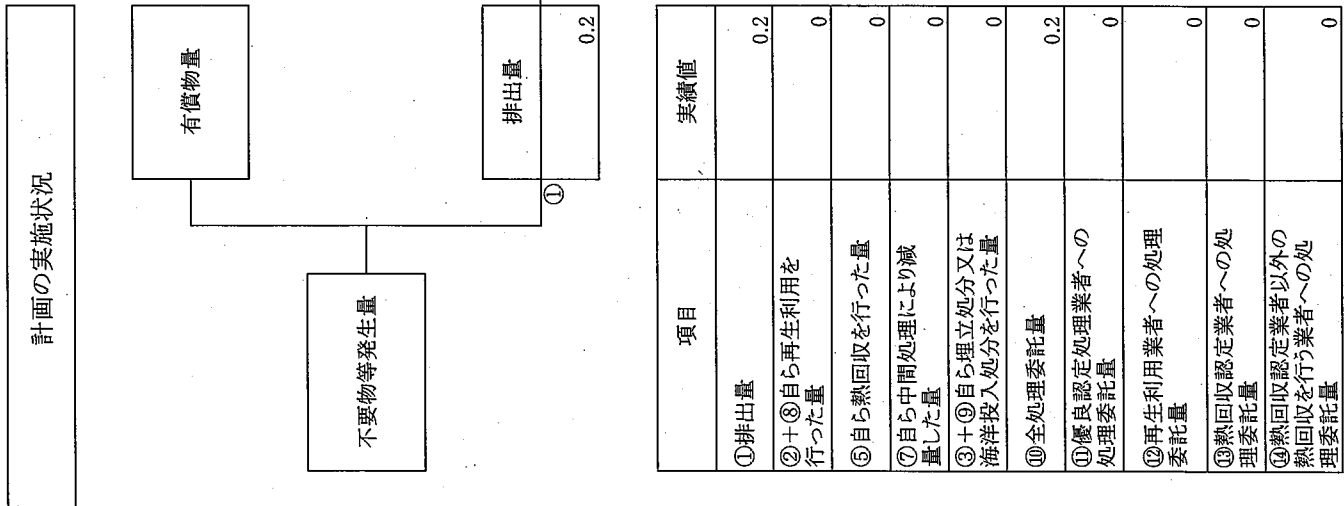 計画の実施状況
有償物量
不要物等発生量
排出量
①
0.2
項目
実績値
①排出量
0.2
②+⑧自ら再生利用を
行った量
0
⑤自ら熱回収を行った量
0
⑦自ら中間処理により減
量した量
0
③+⑨自ら埋立処分又は
海洋投入処分を行った量
0
⑩全処理委託量
0.2
⑪優良認定処理業者への
処理委託量
0
⑫再生利用業者への処理
委託量
0
⑬熱回収認定業者への処
理委託量
0
⑭熱回収認定業者以外の
熱回収を行う業者への処
理委託量
0